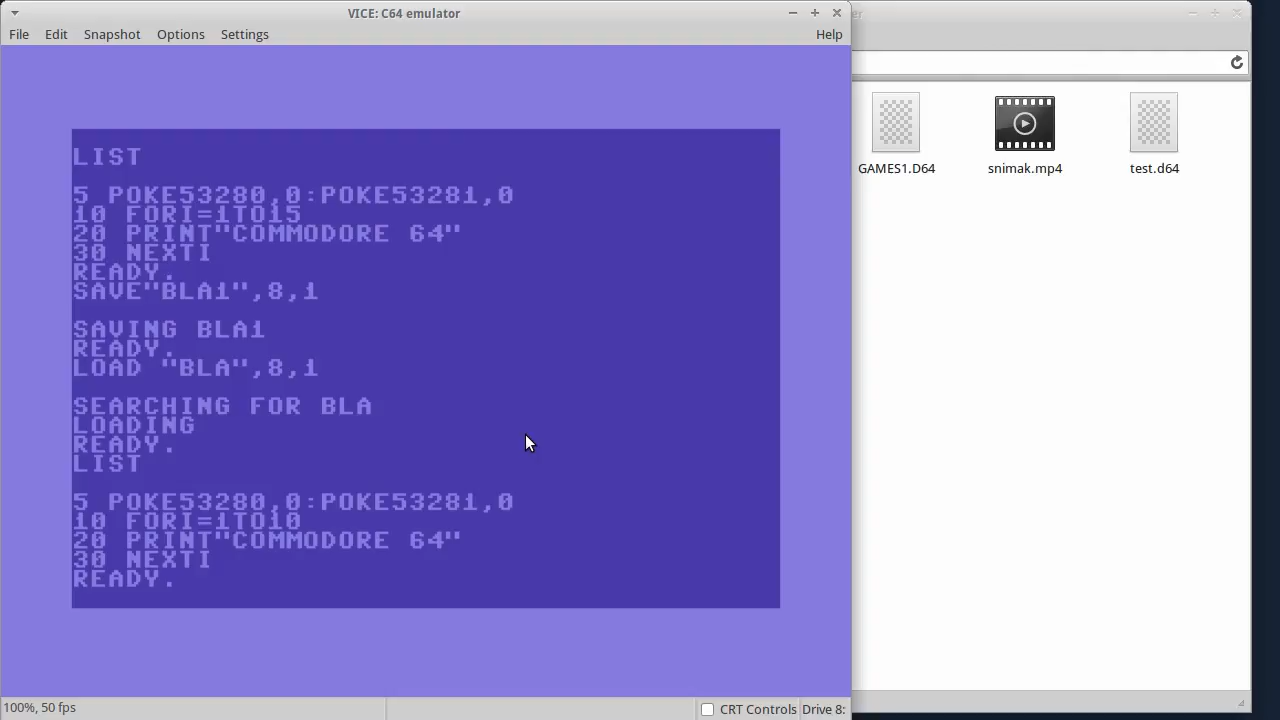 VICE: C64 emulator
File Edit Snapshot Options Settings Help
LIST
5 POKE53280,0:POKE53281,0
10 FORI=1TO15
20 PRINT"COMMODORE 64"
30 NEXTI
READY.
SAVE"BLA1",8,1
SAVING BLA1
READY.
LOAD "BLA",8,1
SEARCHING FOR BLA
LOADING
READY.
LIST
5 POKE53280,0:POKE53281,0
10 FORI=1TO10
20 PRINT"COMMODORE 64"
30 NEXTI
READY.
100%, 50 fps
CRT Controls Drive 8:
GAMES1.D64 snimak.mp4 test.d64